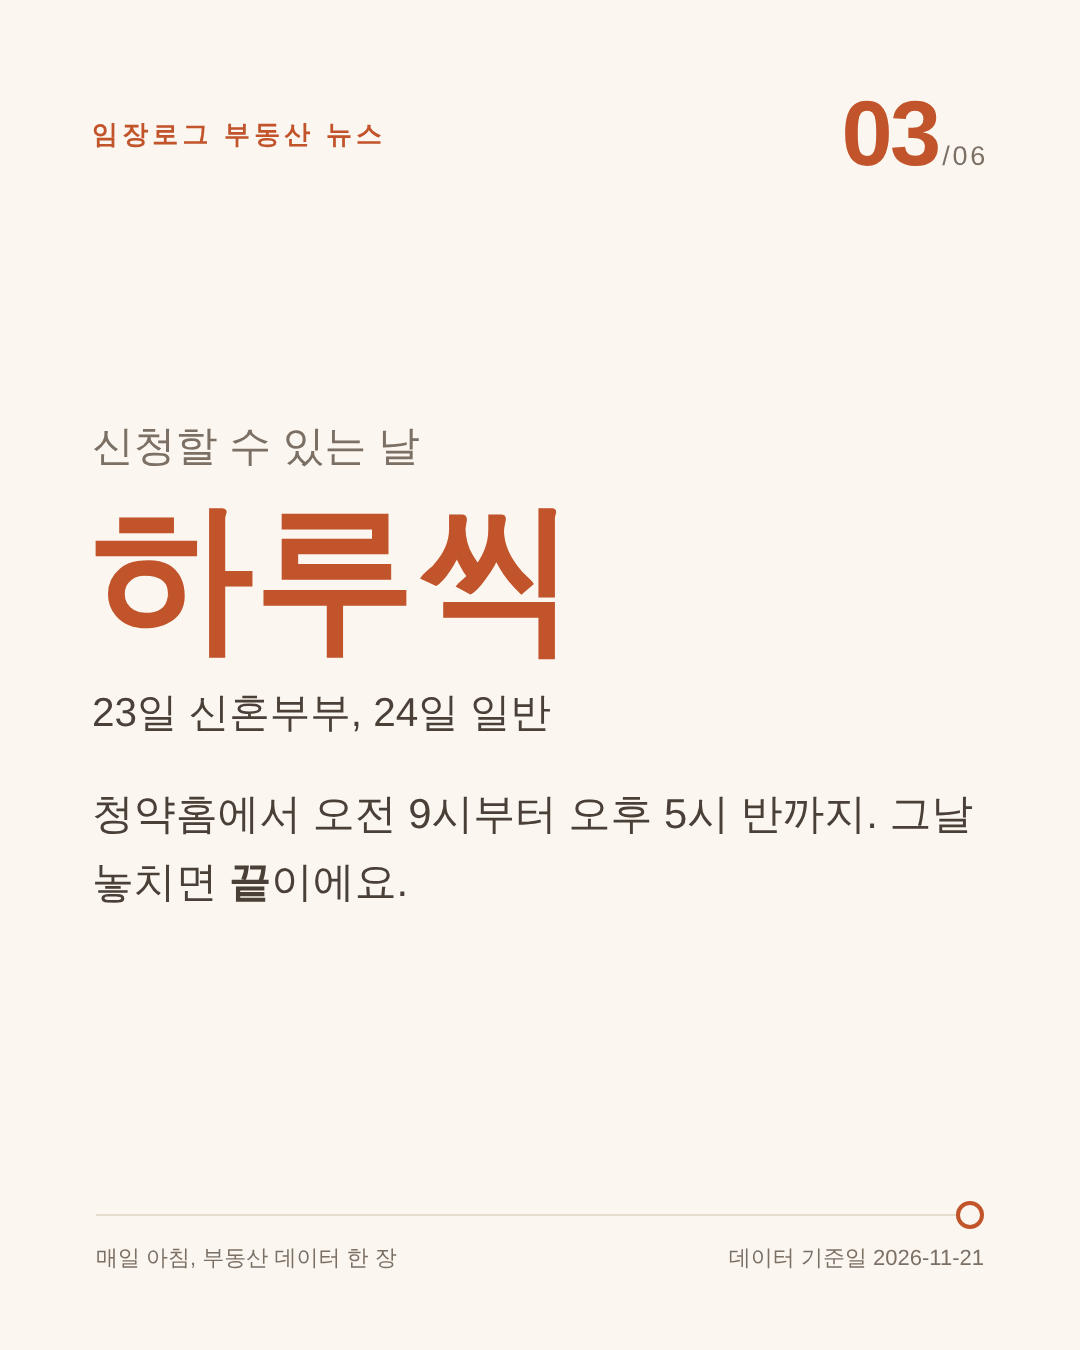 임장로그 부동산 뉴스
03/06
신청할 수 있는 날
하루씩
23일 신혼부부, 24일 일반
청약홈에서 오전 9시부터 오후 5시 반까지. 그날
놓치면 끝이에요.
매일 아침, 부동산 데이터 한 장
데이터 기준일 2026-11-21